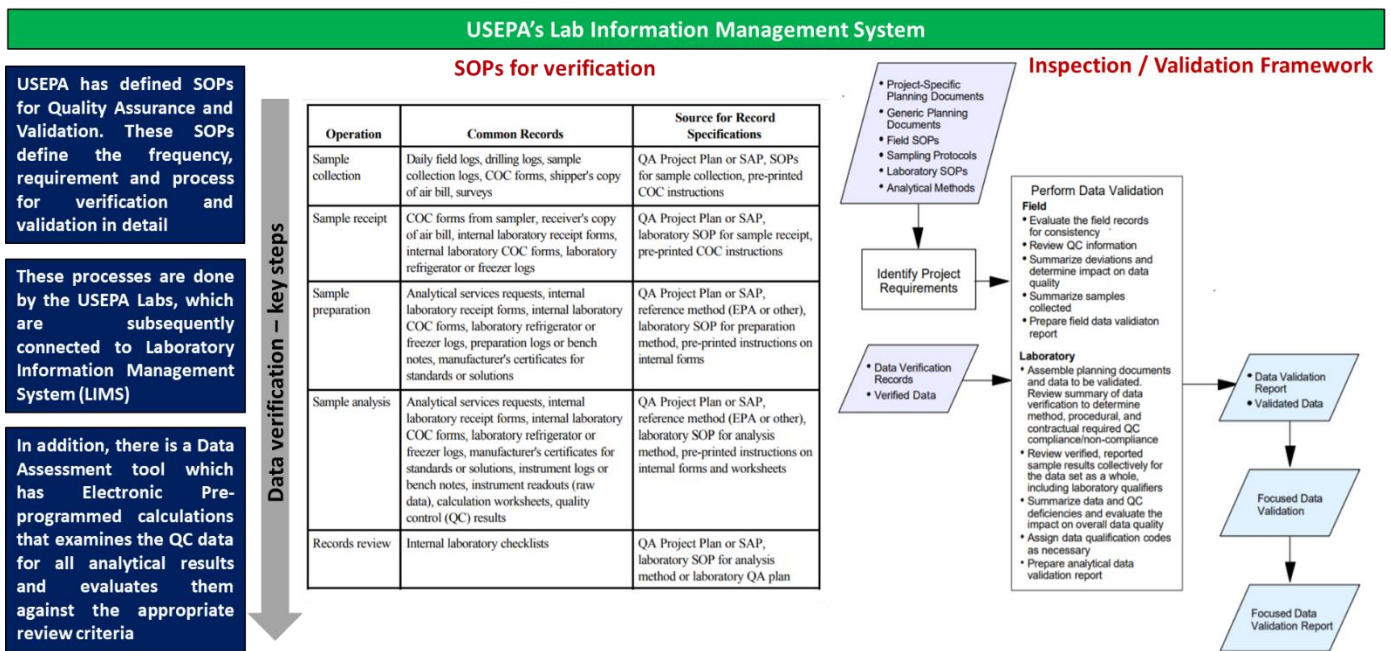 USEPA's Lab Information Management System
USEPA has defined SOPs
for Quality Assurance and
Validation. These SOPs
define the frequency,
requirement and process
for verification and
validation in detail
These processes are done
by the USEPA Labs, which
are subsequently
connected to Laboratory
Information Management
System (LIMS)
In addition, there is a Data
Assessment tool which
has Electronic Pre-
programmed calculations
that examines the QC data
for all analytical results
and evaluates them
against the appropriate
review criteria
Data verification – key steps
SOPs for verification
Operation
Common Records
Source for Record
Specifications
Sample
collection
Daily field logs, drilling logs, sample
collection logs, COC forms, shipper's copy
of air bill, surveys
QA Project Plan or SAP, SOPs
for sample collection, pre-printed
COC instructions
Sample receipt
COC forms from sampler, receiver's copy
of air bill, internal laboratory receipt forms,
internal laboratory COC forms, laboratory
refrigerator or freezer logs
QA Project Plan or SAP,
laboratory SOP for sample receipt,
pre-printed COC instructions
Sample
preparation
Analytical services requests, internal
laboratory receipt forms, internal laboratory
COC forms, laboratory refrigerator or
freezer logs, preparation logs or bench
notes, manufacturer's certificates for
standards or solutions
QA Project Plan or SAP,
reference method (EPA or other),
laboratory SOP for preparation
method, pre-printed instructions on
internal forms
Sample analysis
Analytical services requests, internal
laboratory receipt forms, internal laboratory
COC forms, laboratory refrigerator or
freezer logs, manufacturer's certificates for
standards or solutions, instrument logs or
bench notes, instrument readouts (raw
data), calculation worksheets, quality
control (QC) results
QA Project Plan or SAP,
reference method (EPA or other),
laboratory SOP for analysis
method, pre-printed instructions on
internal forms and worksheets
Records review
Internal laboratory checklists
QA Project Plan or SAP,
laboratory SOP for analysis
method or laboratory QA plan
Inspection / Validation Framework
• Project-Specific
Planning Documents
• Generic Planning
Documents
• Field SOPs
• Sampling Protocols
• Laboratory SOPs
• Analytical Methods
Identify Project
Requirements
• Data Verification
Records
• Verified Data
Perform Data Validation
Field
• Evaluate the field records
for consistency
• Review QC information
• Summarize deviations and
determine impact on data
quality
• Summarize samples
collected
• Prepare field data validiaton
report
Laboratory
• Assemble planning documents
and data to be validated.
Review summary of data
verification to determine
method, procedural, and
contractual required QC
compliance/non-compliance
• Review verified, reported
sample results collectively for
the data set as a whole,
including laboratory qualifiers
• Summarize data and QC
deficiencies and evaluate the
impact on overall data quality
• Assign data qualification codes
as necessary
• Prepare analytical data
validation report
• Data Validation
Report
• Validated Data
Focused Data
Validation
Focused Data
Validation Report